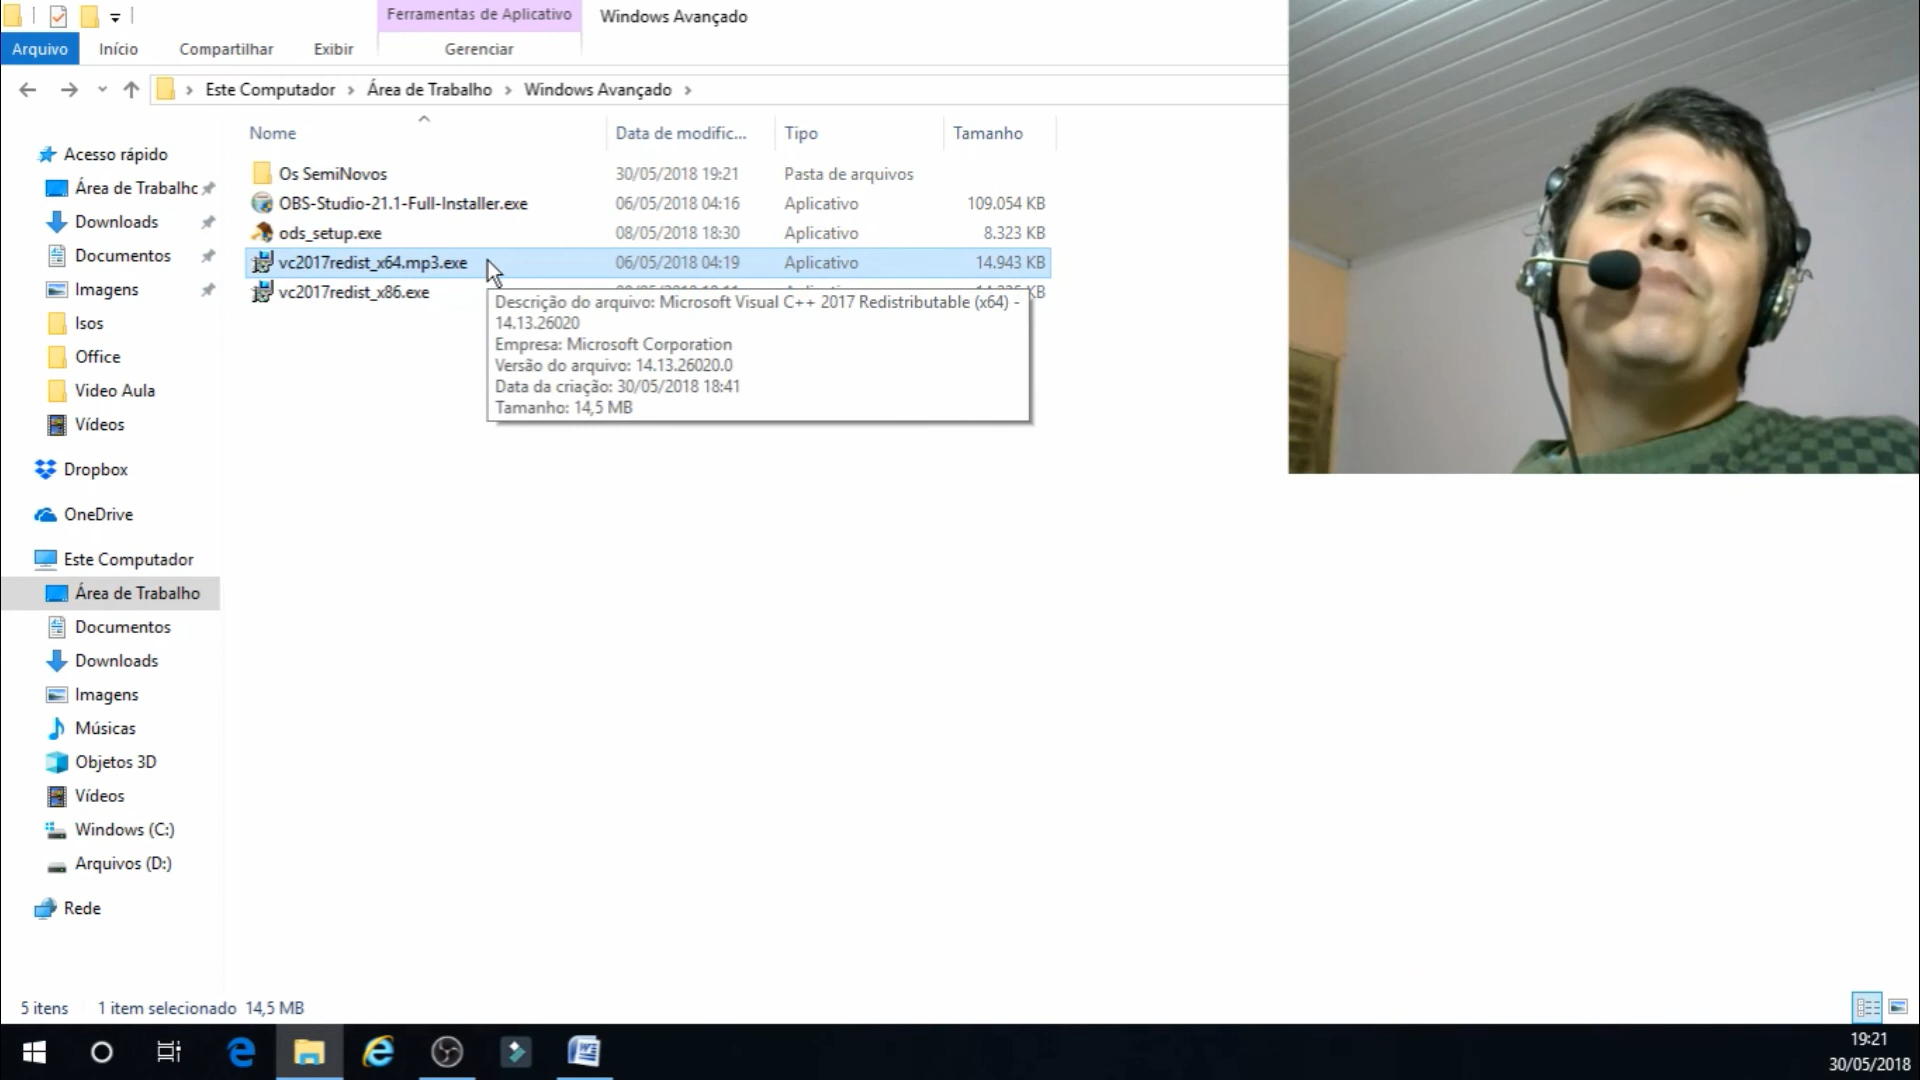 Ferramentas de Aplicativo
Windows Avançado
Arquivo
Início
Compartilhar
Exibir
Gerenciar
Este Computador
Área de Trabalho
Windows Avançado
Nome
Data de modific...
Tipo
Tamanho
Os SemiNovos 30/05/2018 19:21 Pasta de arquivos
OBS-Studio-21.1-Full-Installer.exe 06/05/2018 04:16 Aplicativo 109.054 KB
ods_setup.exe 08/05/2018 18:30 Aplicativo 8.323 KB
vc2017redist_x64.mp3.exe 06/05/2018 04:19 Aplicativo 14.943 KB
vc2017redist_x86.exe KB
Descrição do arquivo: Microsoft Visual C++ 2017 Redistributable (x64) -
14.13.26020
Empresa: Microsoft Corporation
Versão do arquivo: 14.13.26020.0
Data da criação: 30/05/2018 18:41
Tamanho: 14,5 MB
Acesso rápido
Área de Trabalhc
Downloads
Documentos
Imagens
Isos
Office
Video Aula
Vídeos
Dropbox
OneDrive
Este Computador
Área de Trabalho
Documentos
Downloads
Imagens
Músicas
Objetos 3D
Vídeos
Windows (C:)
Arquivos (D:)
Rede
5 itens
1 item selecionado 14,5 MB
19:21
30/05/2018